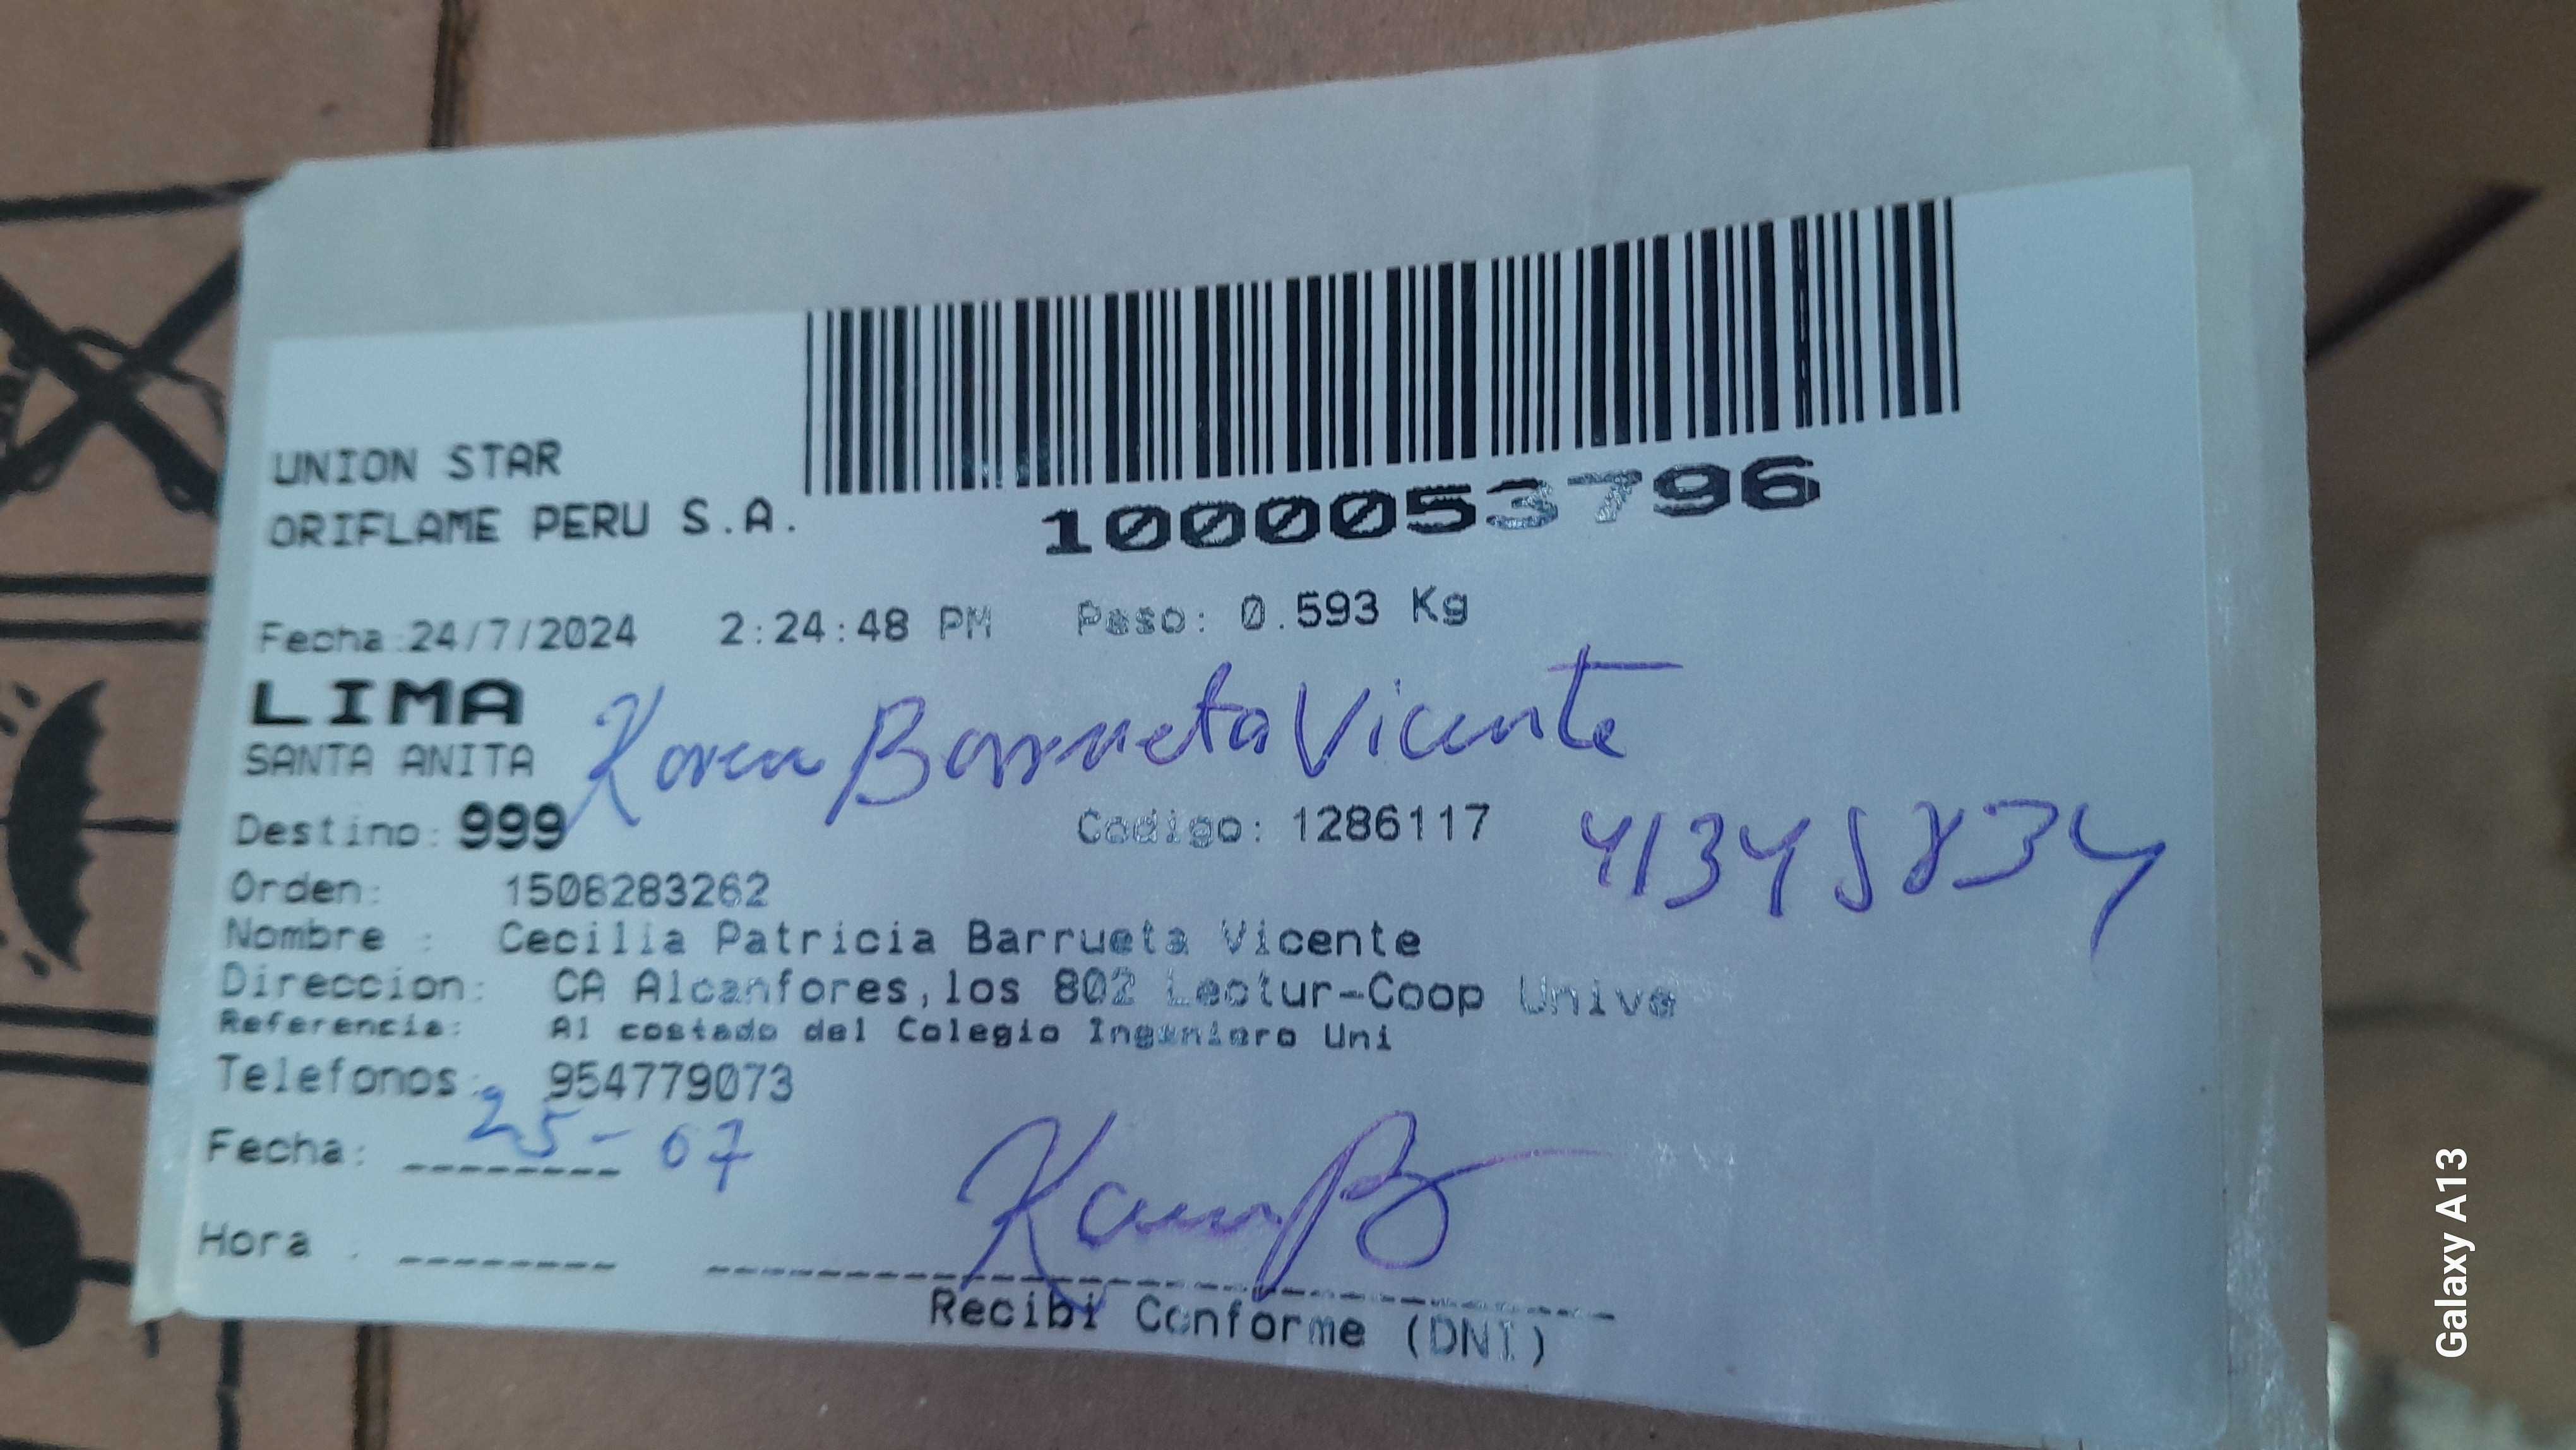 UNION STAR
ORIFLAME PERU S.A.
1000053796
Fecha:24/7/2024 2:24:48 PM Peso: 0.593 Kg
LIMA
SANTA ANITA
Karen Barrueta Vicente
Destino: 999 Codigo: 1286117
41345834
Orden: 1506283262
Nombre : Cecilia Patricia Barrueta Vicente
Direccion: CA Alcanfores,los 802 Lectur-Coop Unive
Referencia: Al costado del Colegio Ingeniero Uni
Telefonos: 954779073
Fecha: 25-07
Hora :
Karen B
Recibi Conforme (DNI)
Galaxy A13